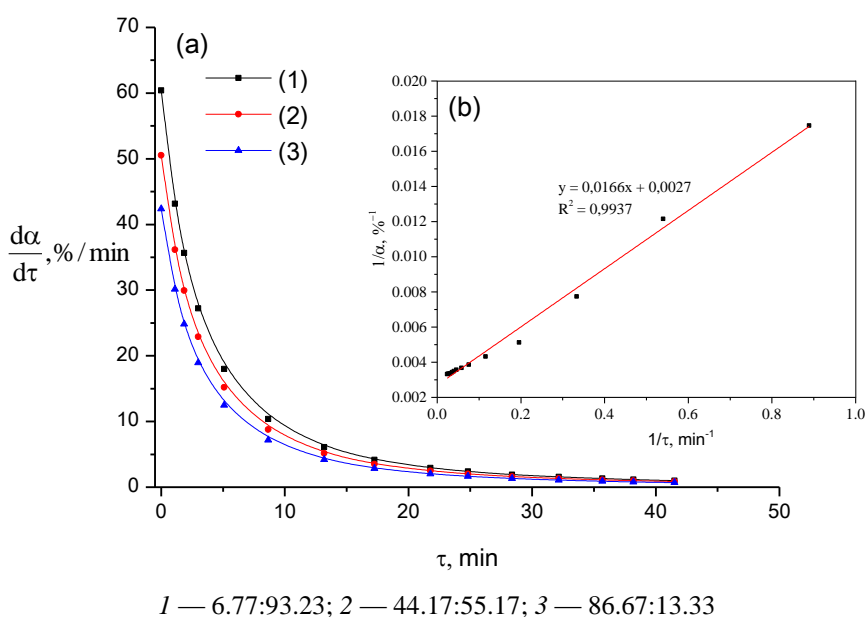 70
(a)
60
(1)
(2)
(3)
50
40
30
20
10
0
dα/dτ, %/min
0 10 20 30 40 50
τ, min
(b)
0.020
0.018
0.016
0.014
0.012
0.010
0.008
0.006
0.004
0.002
1/α, %⁻¹
y = 0,0166x + 0,0027
R² = 0,9937
0.0 0.2 0.4 0.6 0.8 1.0
1/τ, min⁻¹
1 — 6.77:93.23; 2 — 44.17:55.17; 3 — 86.67:13.33